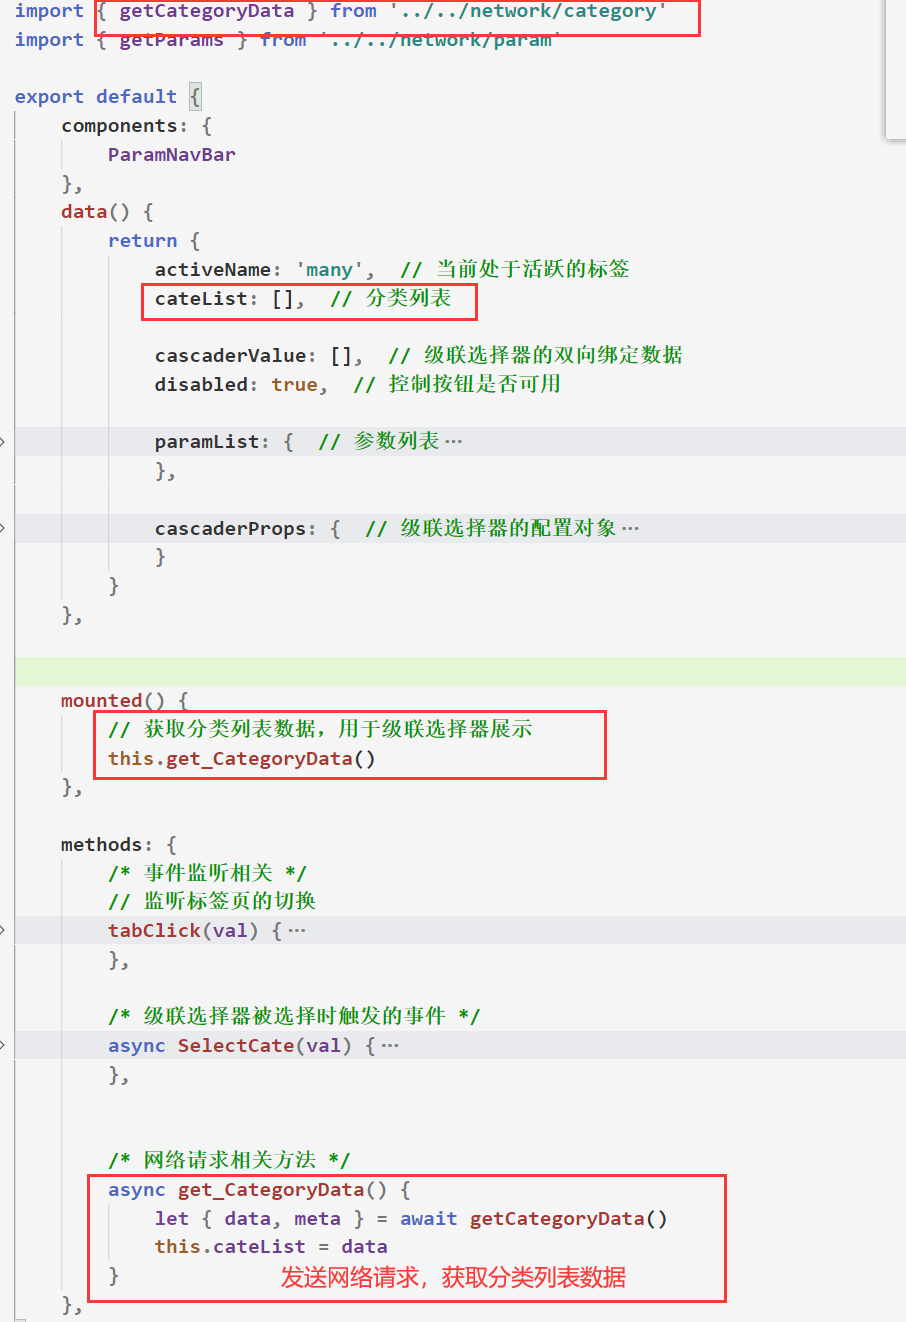 import { getCategoryData } from '../../network/category'
import { getParams } from '../../network/param'
export default {
components: {
ParamNavBar
},
data() {
return {
activeName: 'many',  // 当前处于活跃的标签
cateList: [],  // 分类列表
cascaderValue: [],  // 级联选择器的双向绑定数据
disabled: true,  // 控制按钮是否可用
paramList: {  // 参数列表 ···
},
cascaderProps: {  // 级联选择器的配置对象 ···
}
}
},
mounted() {
// 获取分类列表数据，用于级联选择器展示
this.get_CategoryData()
},
methods: {
/* 事件监听相关 */
// 监听标签页的切换
tabClick(val) { ···
},
/* 级联选择器被选择时触发的事件 */
async SelectCate(val) { ···
},
/* 网络请求相关方法 */
async get_CategoryData() {
let { data, meta } = await getCategoryData()
this.cateList = data
} 发送网络请求，获取分类列表数据
},